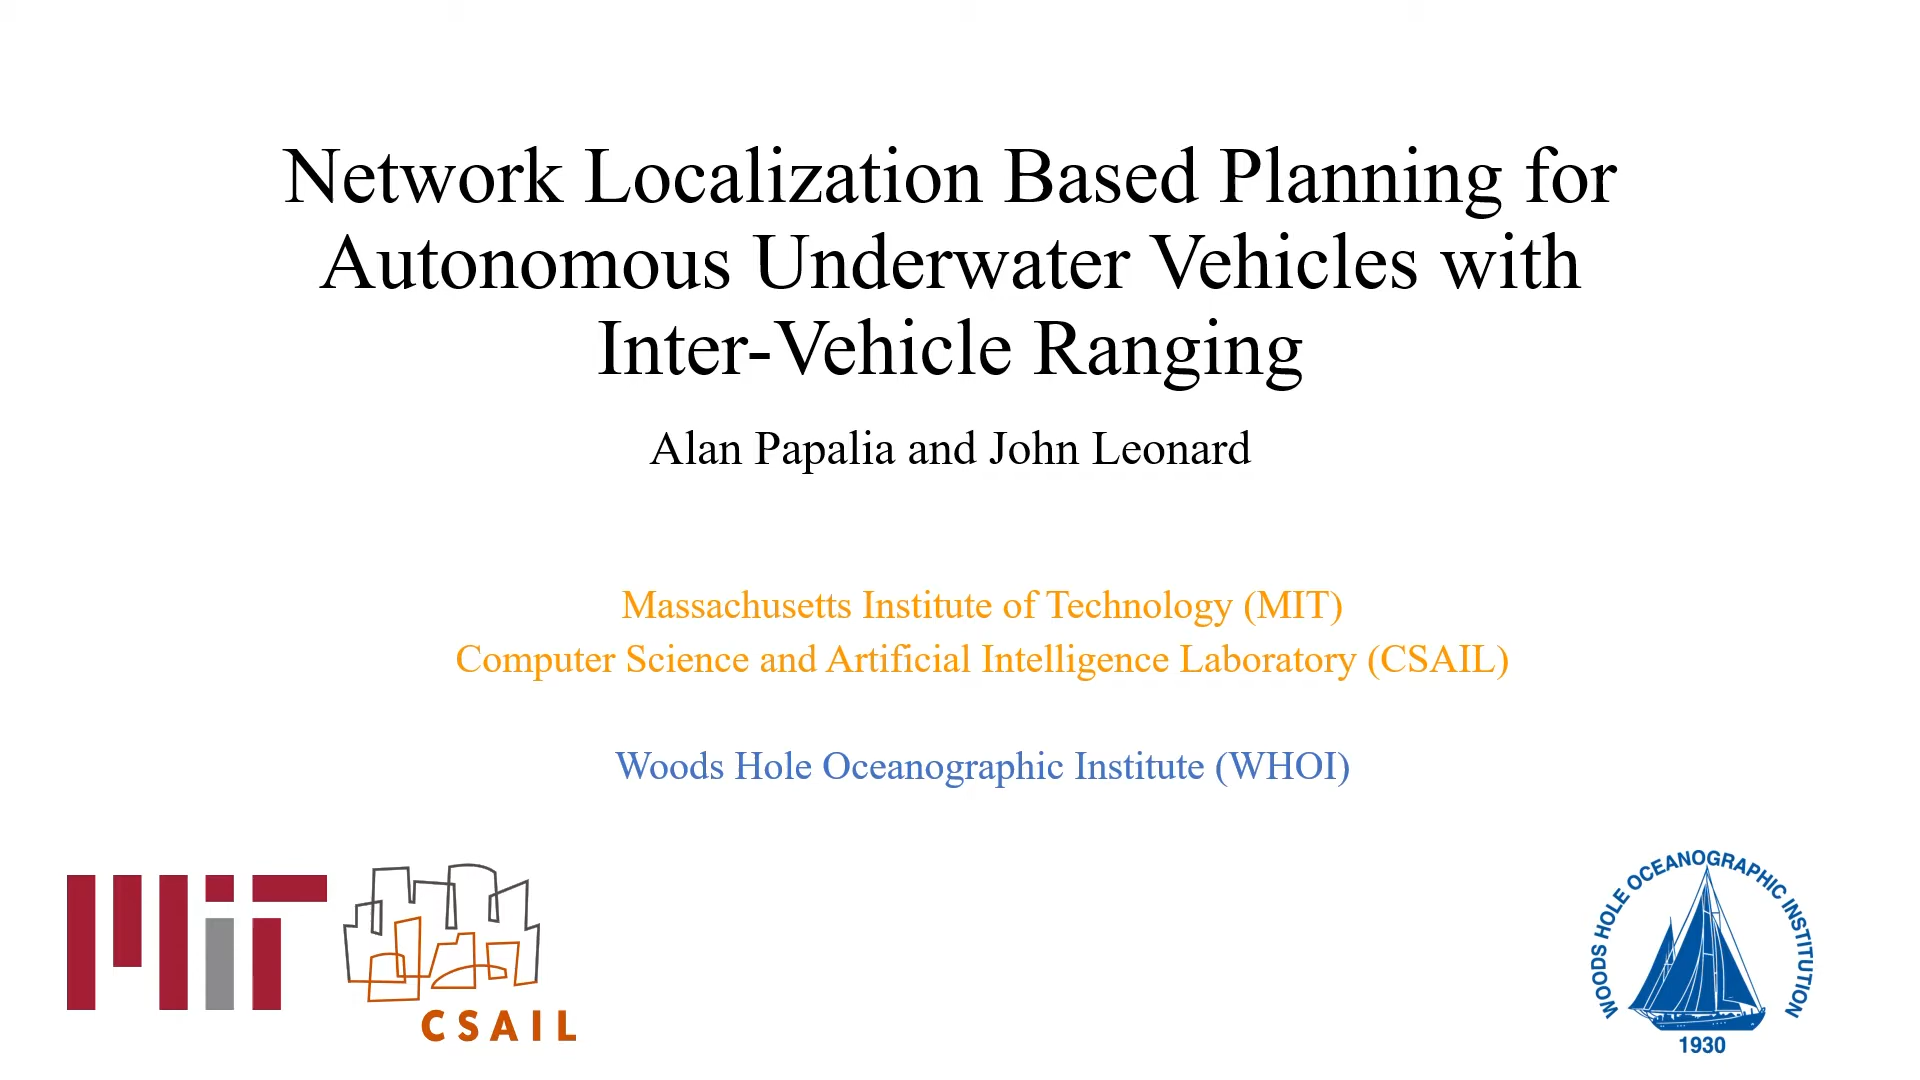 Network Localization Based Planning for
Autonomous Underwater Vehicles with
Inter-Vehicle Ranging
Alan Papalia and John Leonard
Massachusetts Institute of Technology (MIT)
Computer Science and Artificial Intelligence Laboratory (CSAIL)
Woods Hole Oceanographic Institute (WHOI)
MIT
CSAIL
WOODS HOLE OCEANOGRAPHIC INSTITUTION
1930